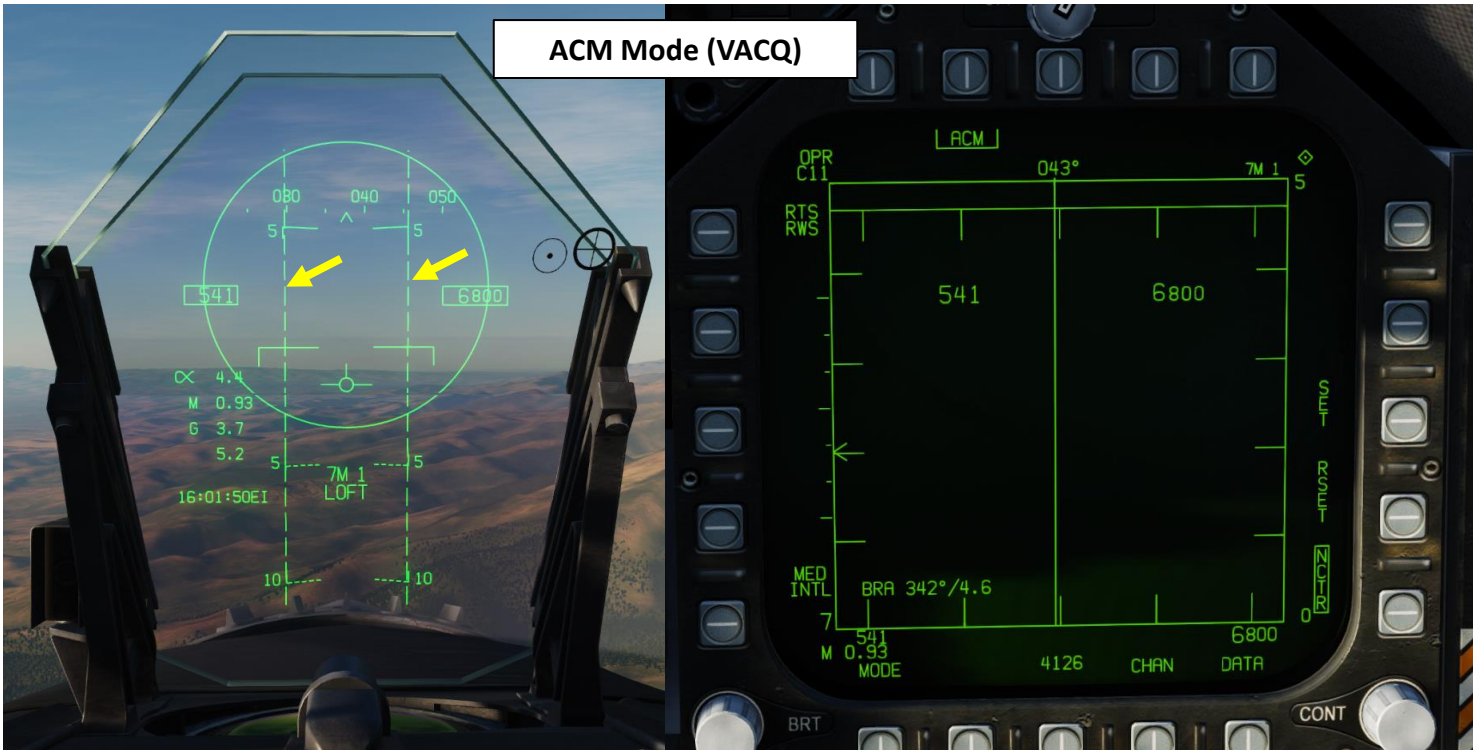 ACM Mode (VACQ)
030 040 050
5 5
541 6800
α 4.4
M 0.93
G 3.7
5.2
5 5
7M 1
LOFT
16:01:50EI
10 10
ACM
OPR
C11
043°
7M 1
5
RTS
RWS
541 6800
SET
RSET
NCTR
MED
INTL
BRA 342°/4.6
7
0
541 6800
M 0.93
MODE 4126 CHAN DATA
BRT
CONT